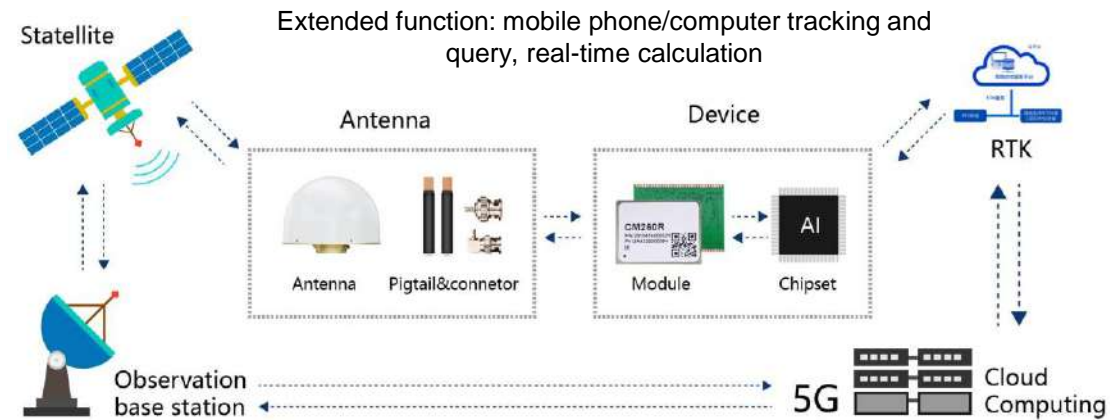 Extended function: mobile phone/computer tracking and
query, real-time calculation
Statellite
Antenna
Device
RTK
CM260R
AI
Antenna
Pigtail&connetor
Module
Chipset
Observation
base station
5G
Cloud
Computing